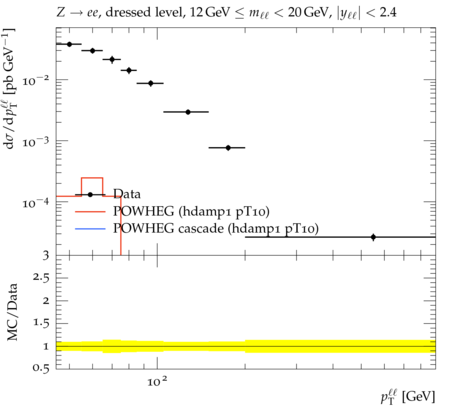 Z → ee, dressed level, 12 GeV ≤ mℓℓ < 20 GeV, |yℓℓ| < 2.4
dσ/dp_T^ℓℓ [pb GeV⁻¹]
10⁻²
10⁻³
10⁻⁴
Data
POWHEG (hdamp1 pT10)
POWHEG cascade (hdamp1 pT10)
3
2.5
2
1.5
1
0.5
MC/Data
10²
p_T^ℓℓ [GeV]